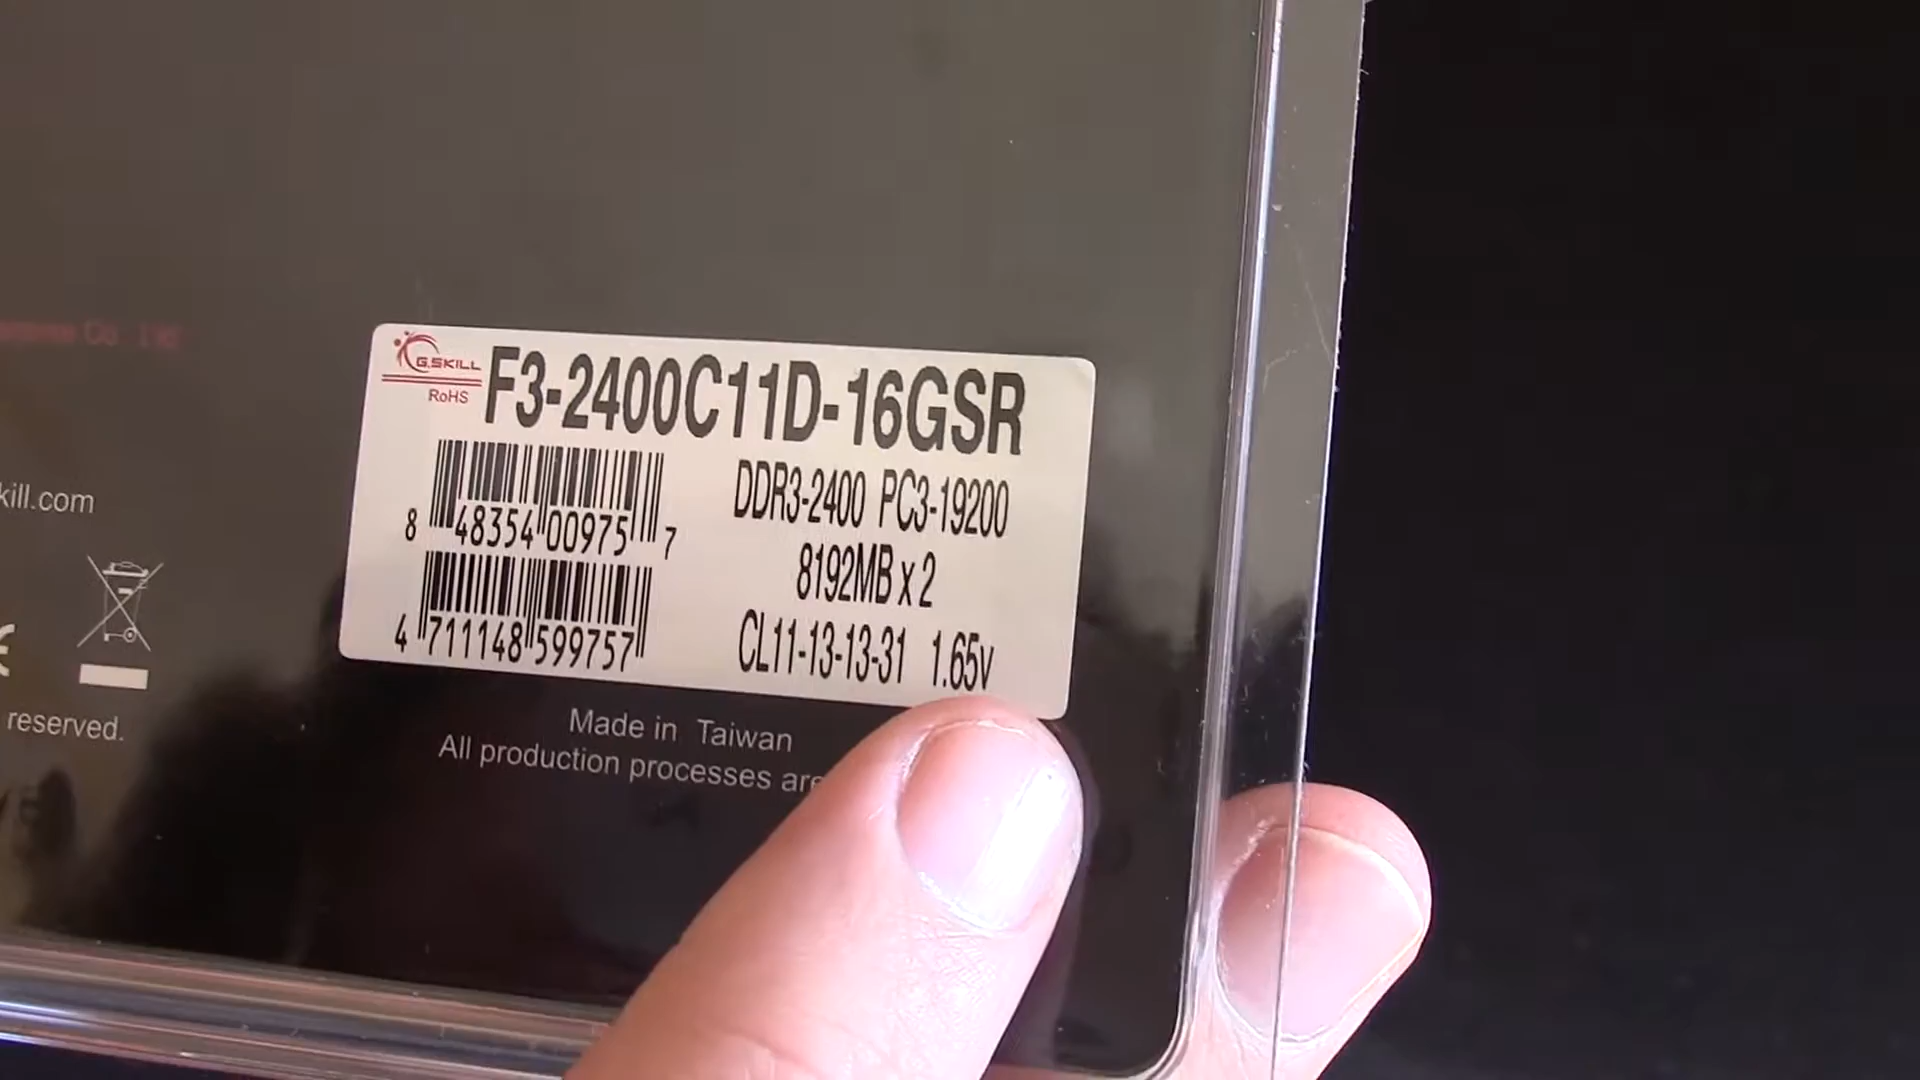 G.SKILL
RoHS
F3-2400C11D-16GSR
DDR3-2400 PC3-19200
8 48354 00975 7
8192MB x 2
4 711148 599757
CL11-13-13-31 1.65v
kill.com
reserved.
Made in Taiwan
All production processes are